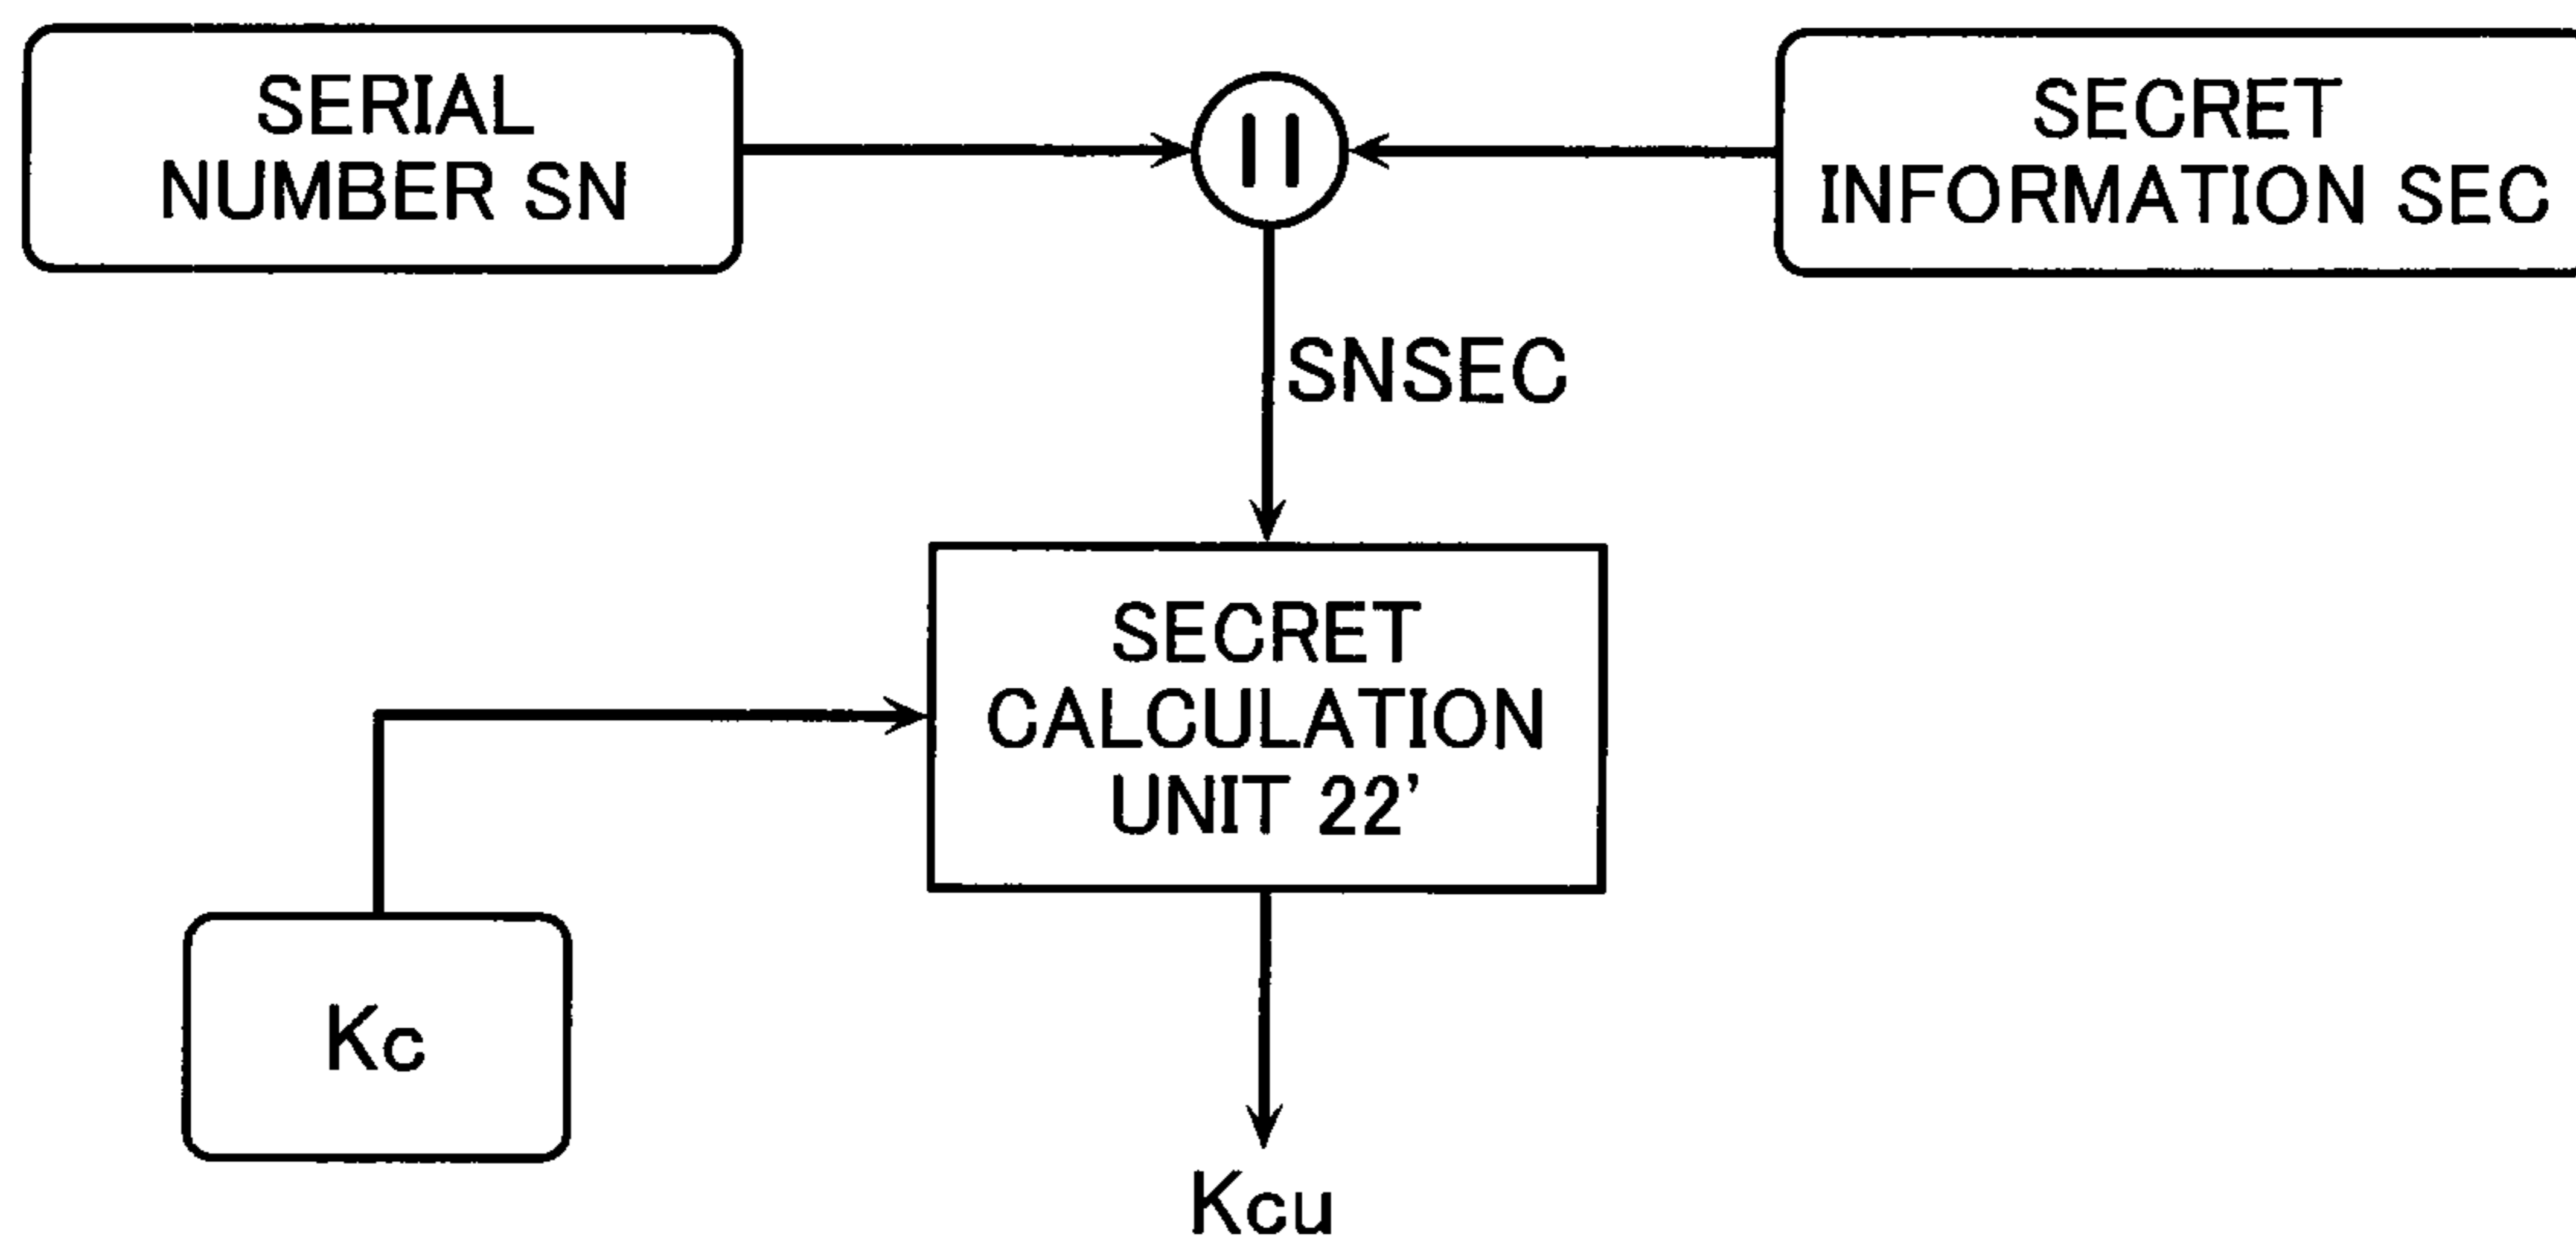 SERIAL
NUMBER SN
||
SECRET
INFORMATION SEC
SNSEC
SECRET
CALCULATION
UNIT 22'
Kc
Kcu